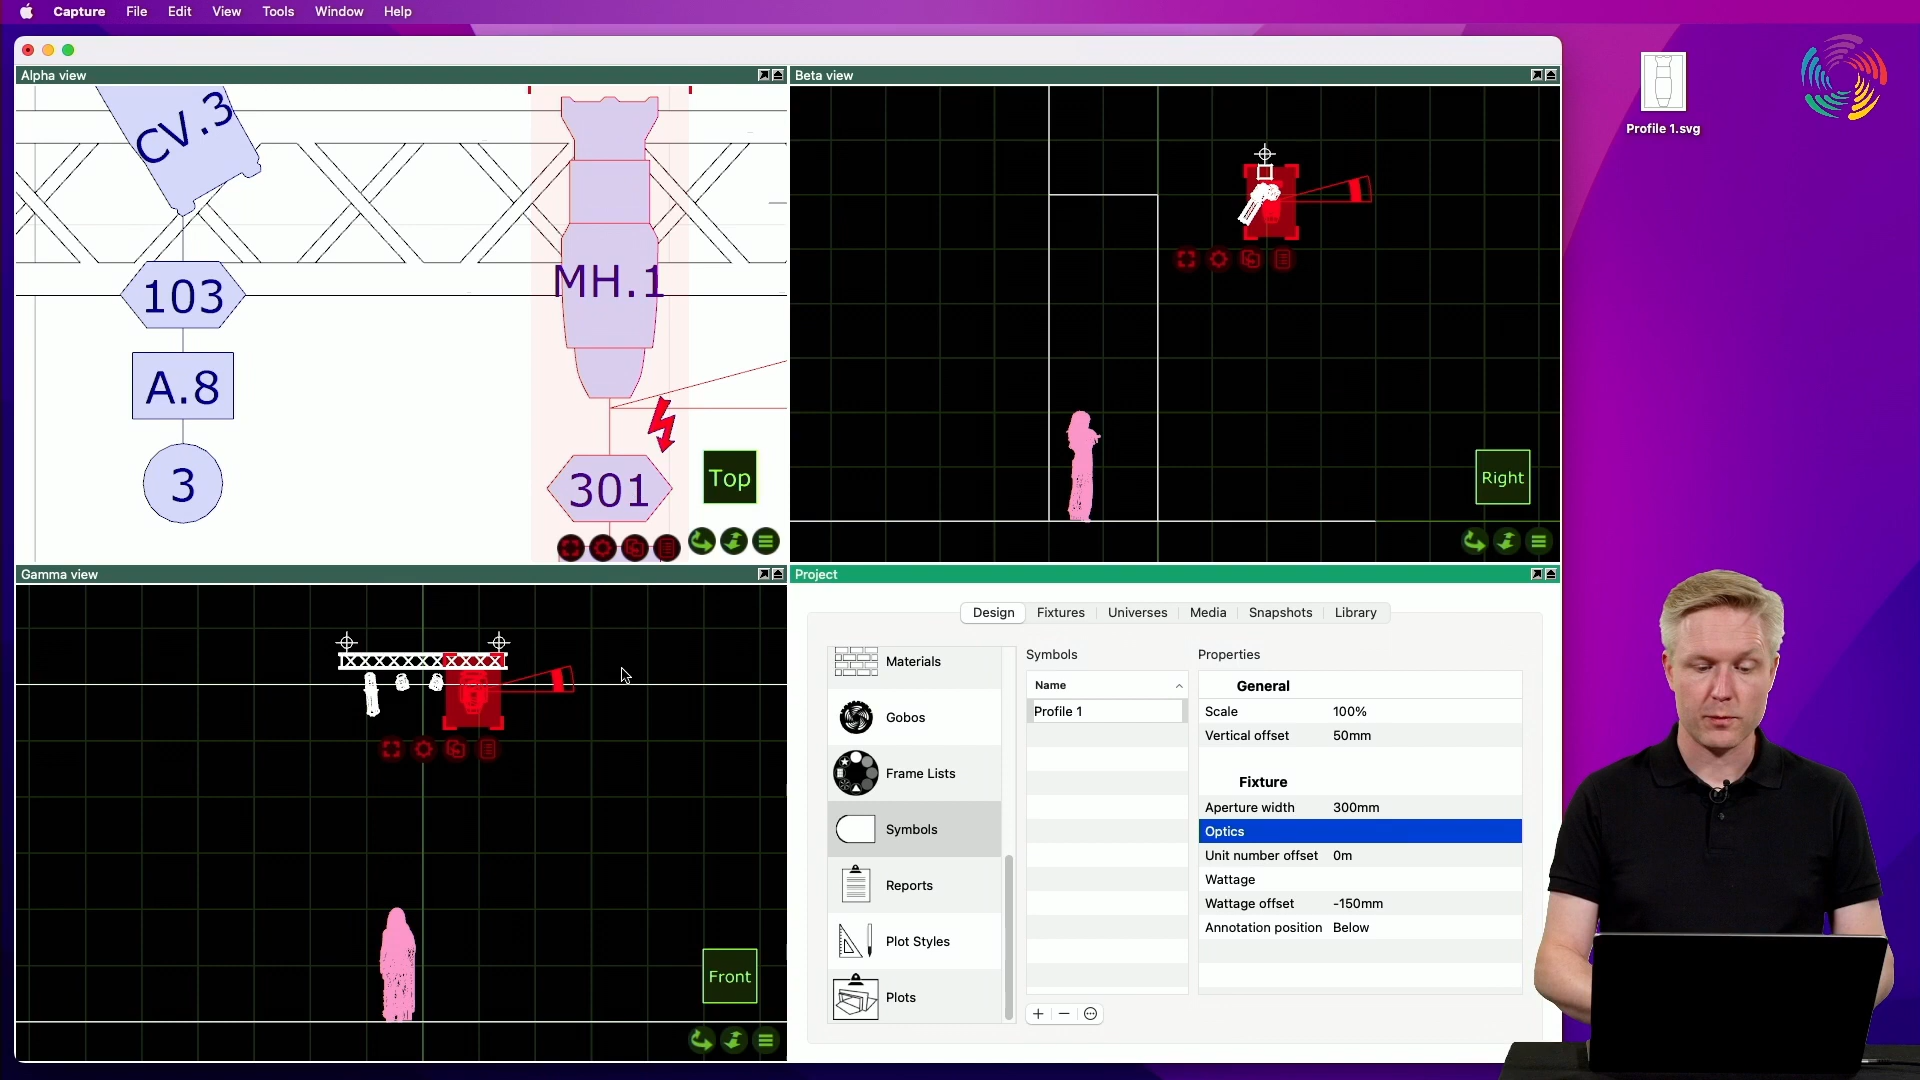 Capture File Edit View Tools Window Help
Alpha view
Beta view
CV.3
103
A.8
3
MH.1
301
Top
Right
Profile 1.svg
Gamma view
Front
Project
Design Fixtures Universes Media Snapshots Library
Materials
Gobos
Frame Lists
Symbols
Reports
Plot Styles
Plots
Symbols
Name
Profile 1
Properties
General
Scale 100%
Vertical offset 50mm
Fixture
Aperture width 300mm
Optics
Unit number offset 0m
Wattage
Wattage offset -150mm
Annotation position Below